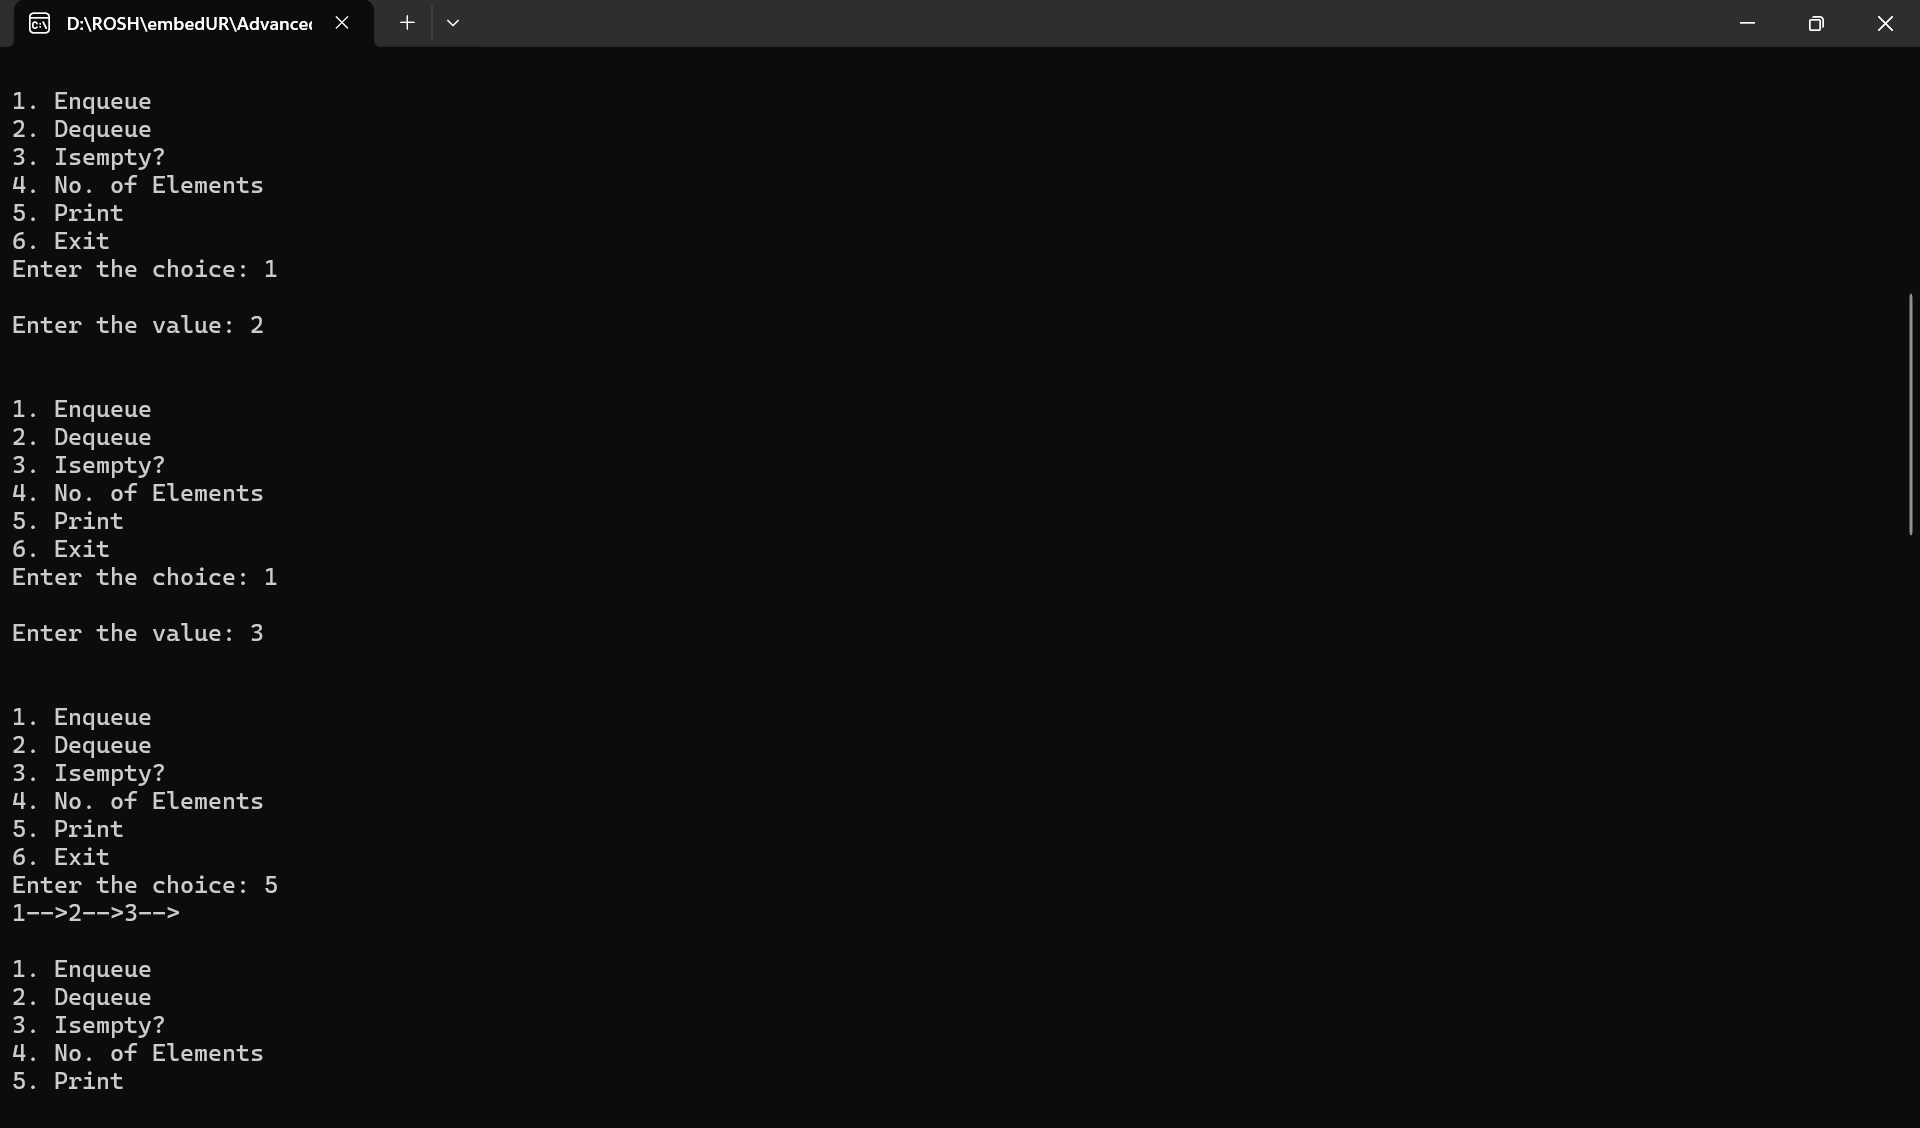 D:\ROSH\embedUR\Advanced
1. Enqueue
2. Dequeue
3. Isempty?
4. No. of Elements
5. Print
6. Exit
Enter the choice: 1
Enter the value: 2
1. Enqueue
2. Dequeue
3. Isempty?
4. No. of Elements
5. Print
6. Exit
Enter the choice: 1
Enter the value: 3
1. Enqueue
2. Dequeue
3. Isempty?
4. No. of Elements
5. Print
6. Exit
Enter the choice: 5
1-->2-->3-->
1. Enqueue
2. Dequeue
3. Isempty?
4. No. of Elements
5. Print